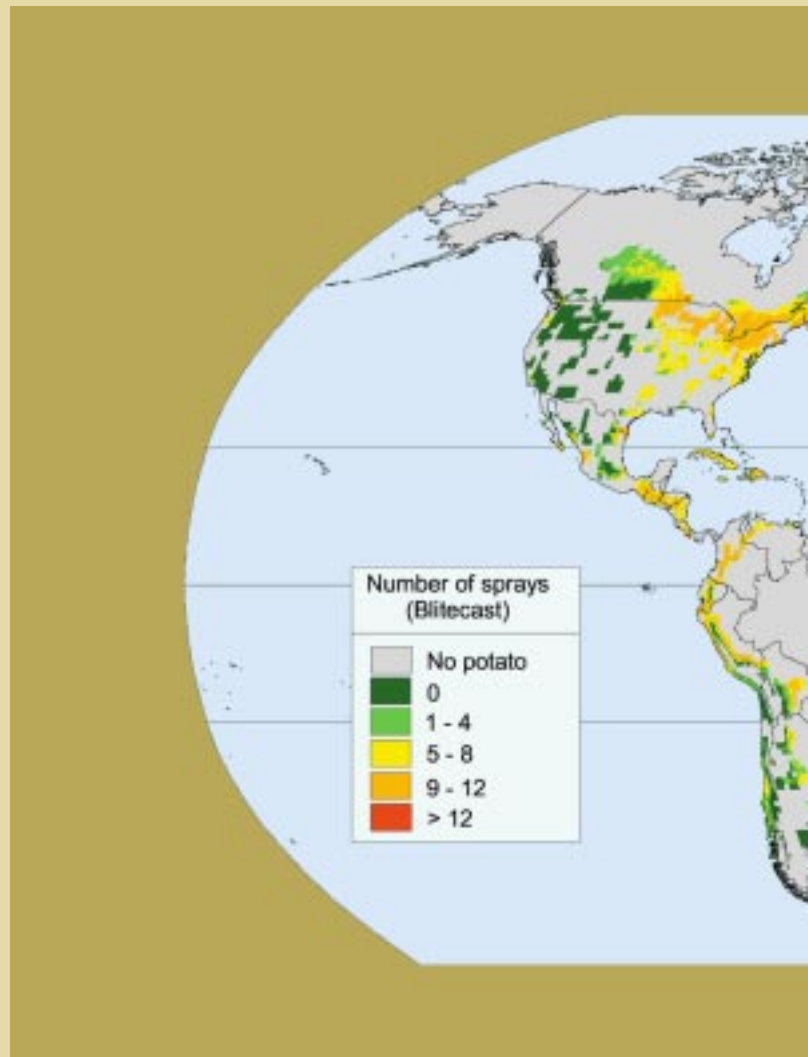 Number of sprays
(Blitecast)
No potato
0
1 - 4
5 - 8
9 - 12
> 12